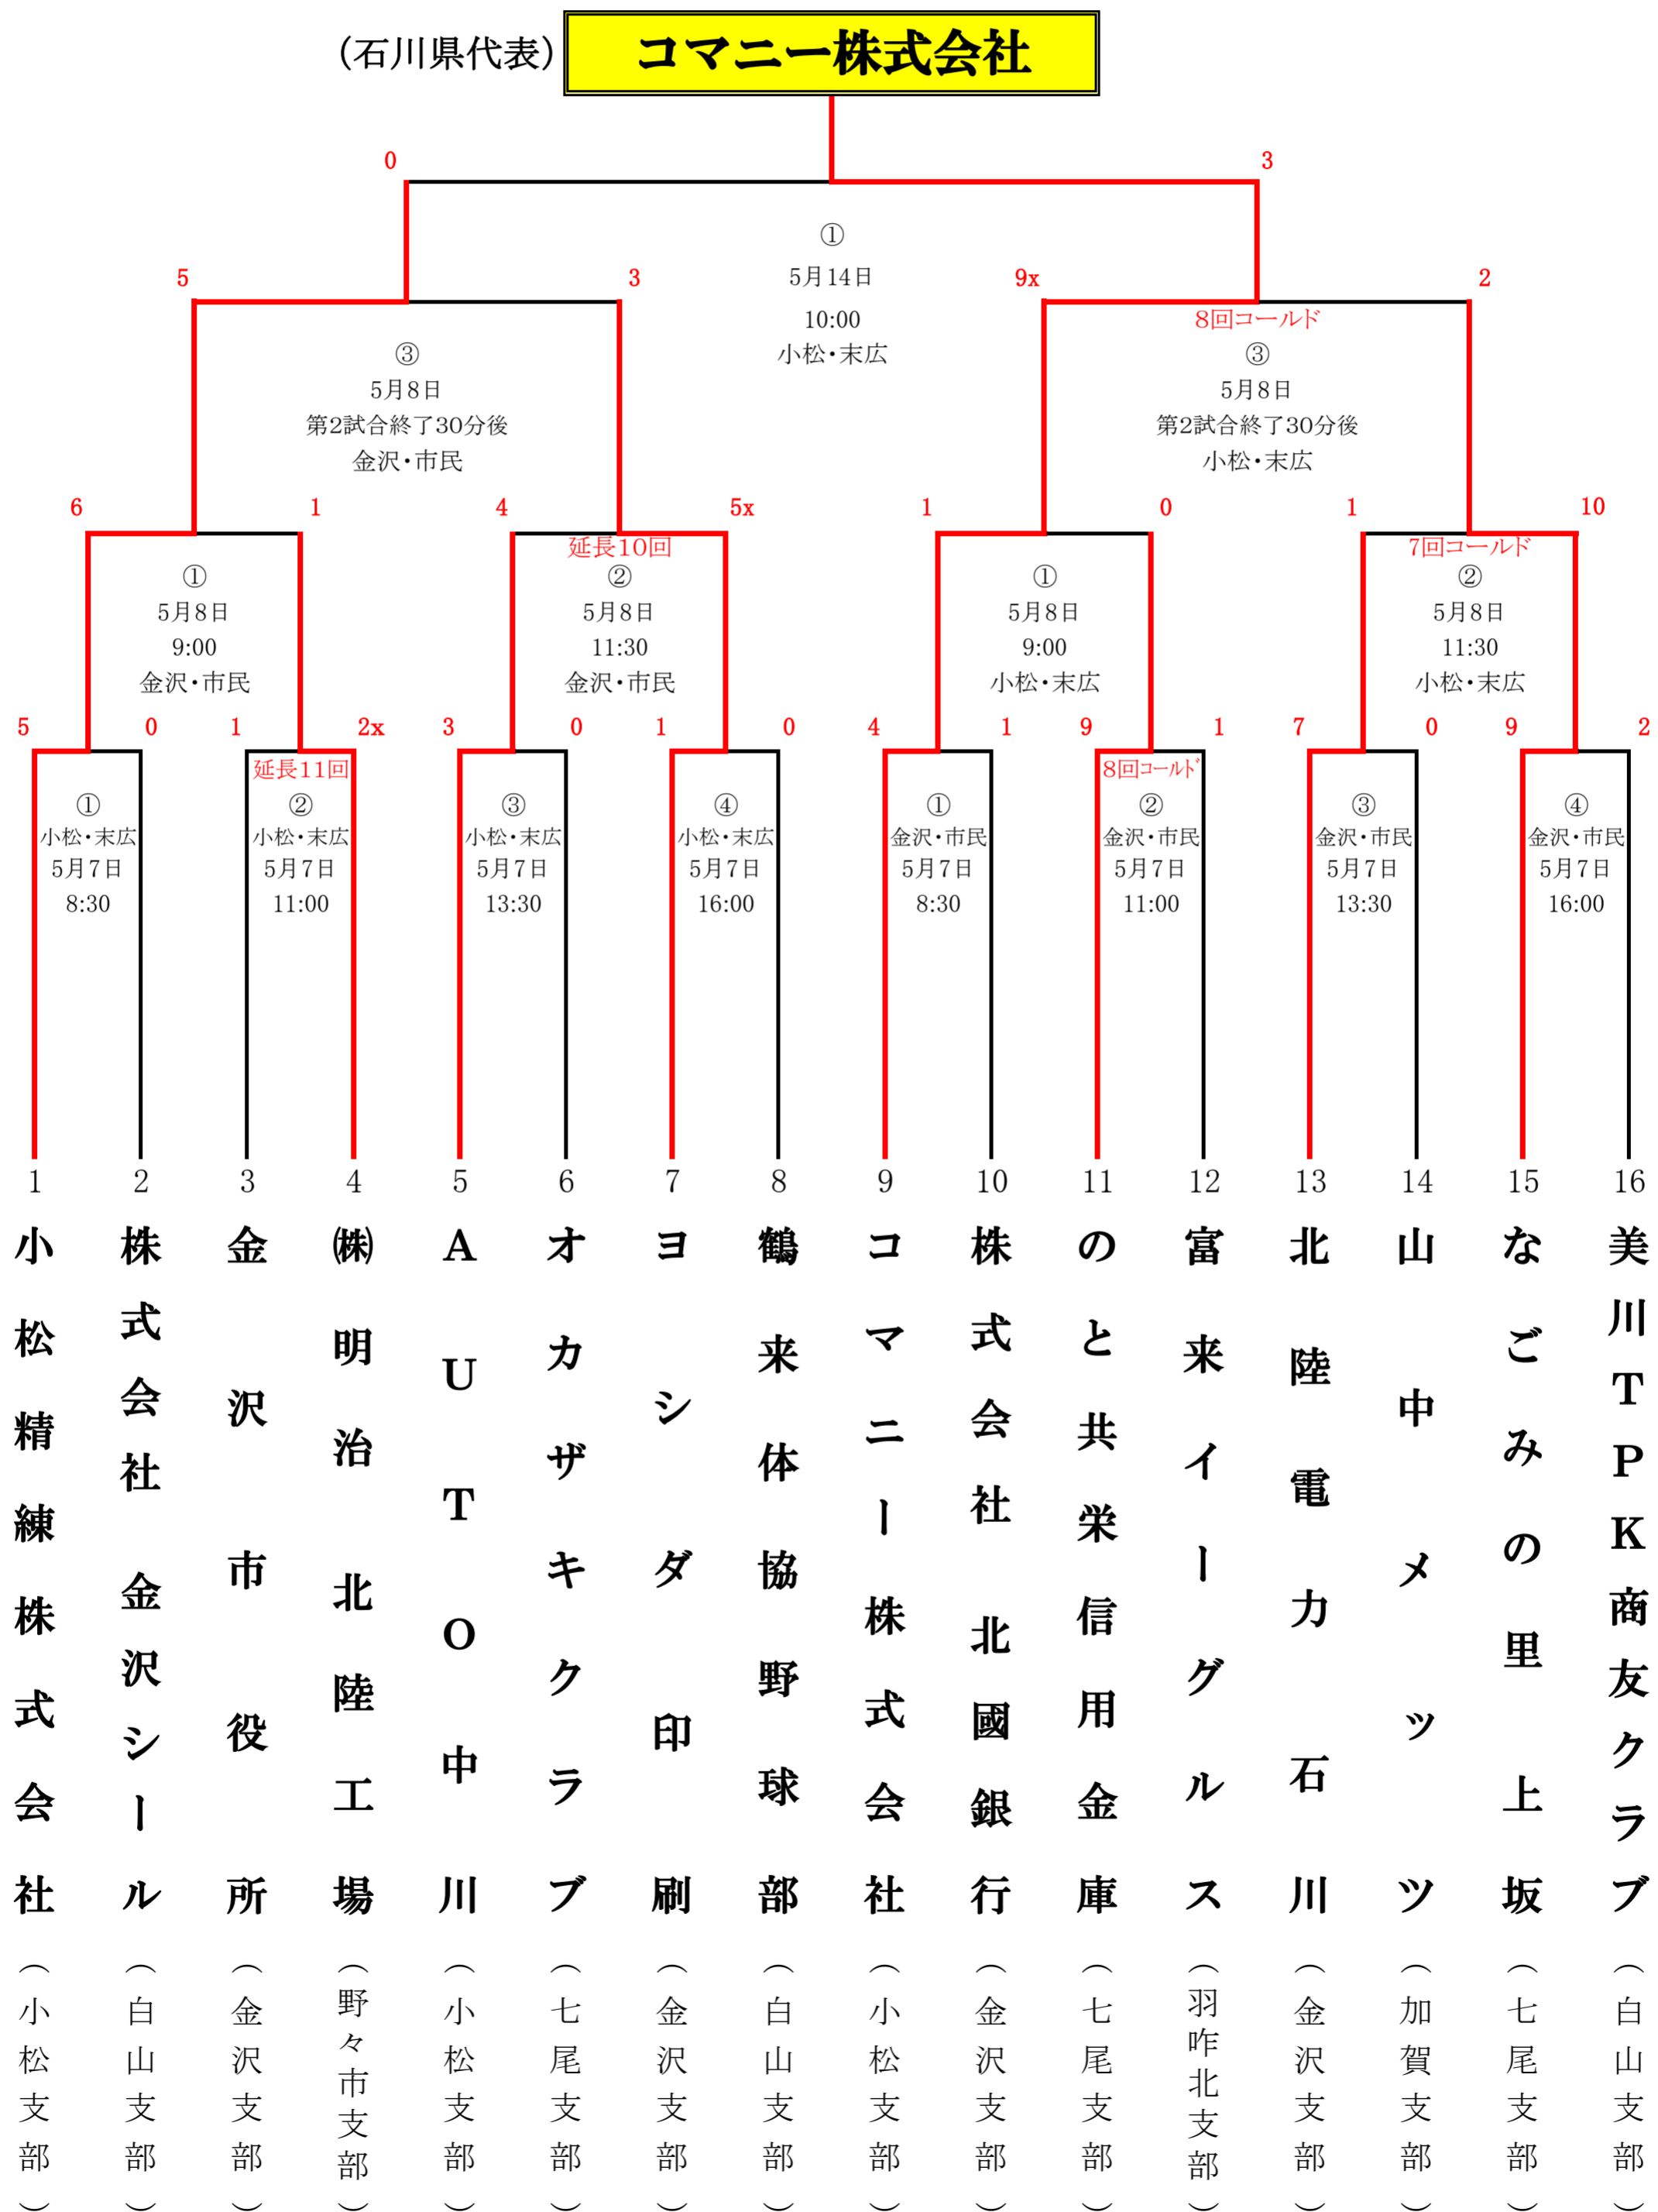 (石川県代表)
コマニー株式会社
0
3
①
5月14日
10:00
小松・末広
5
3
9x
2
8回コールド
③
5月8日
第2試合終了30分後
金沢・市民
③
5月8日
第2試合終了30分後
小松・末広
6
1
4
5x
1
0
1
10
延長10回
7回コールド
①
5月8日
9:00
金沢・市民
②
5月8日
11:30
金沢・市民
①
5月8日
9:00
小松・末広
②
5月8日
11:30
小松・末広
5
0
1
2x
3
0
1
0
4
1
9
1
7
0
9
2
延長11回
8回コールド
①
小松・末広
5月7日
8:30
②
小松・末広
5月7日
11:00
③
小松・末広
5月7日
13:30
④
小松・末広
5月7日
16:00
①
金沢・市民
5月7日
8:30
②
金沢・市民
5月7日
11:00
③
金沢・市民
5月7日
13:30
④
金沢・市民
5月7日
16:00
1
小松精練株式会社
(小松支部)
2
株式会社 金沢シール
(白山支部)
3
金沢市役所
(金沢支部)
4
㈱明治 北陸工場
(野々市支部)
5
AUTO中川
(小松支部)
6
オカザキクラブ
(七尾支部)
7
ヨシダ印刷
(金沢支部)
8
鶴来体協野球部
(白山支部)
9
コマニー株式会社
(小松支部)
10
株式会社 北國銀行
(金沢支部)
11
のと共栄信用金庫
(七尾支部)
12
富来イーグルス
(羽咋北支部)
13
北陸電力 石川
(金沢支部)
14
山中メッツ
(加賀支部)
15
なごみの里 上坂
(七尾支部)
16
美川TPK商友クラブ
(白山支部)